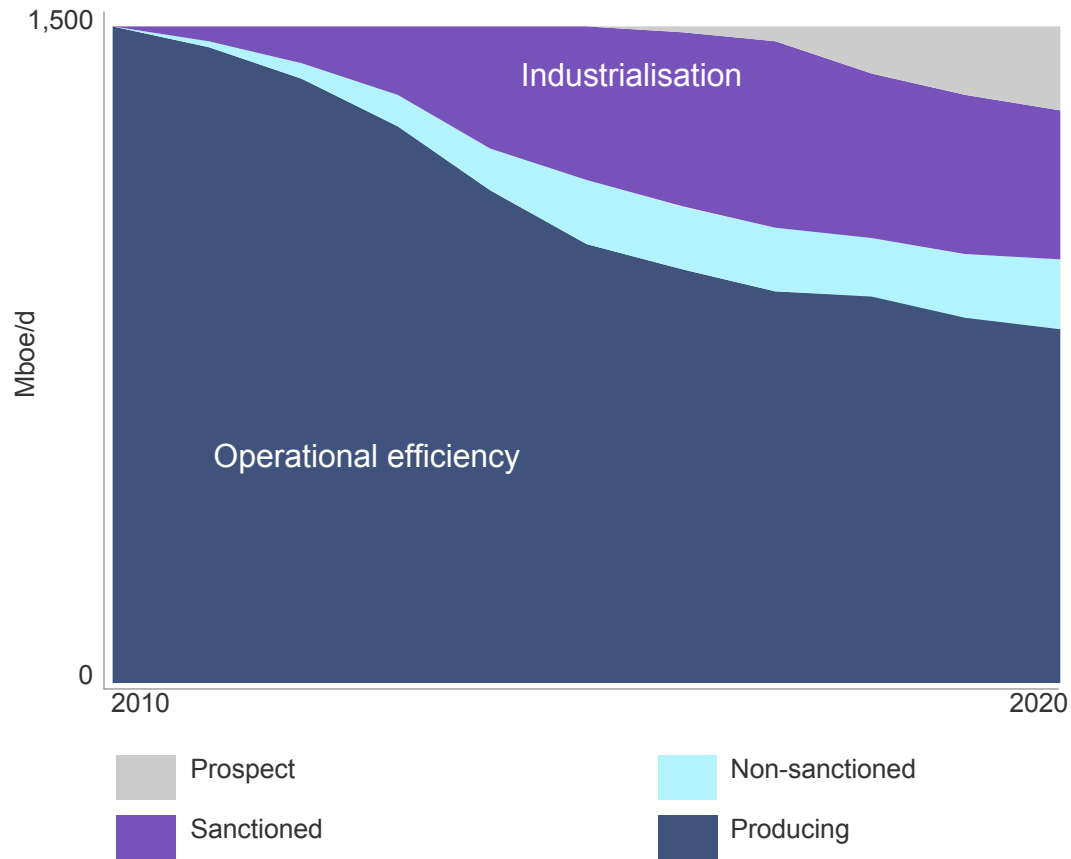 1,500
Industrialisation
Mboe/d
Operational efficiency
0
2010
2020
Prospect
Non-sanctioned
Sanctioned
Producing